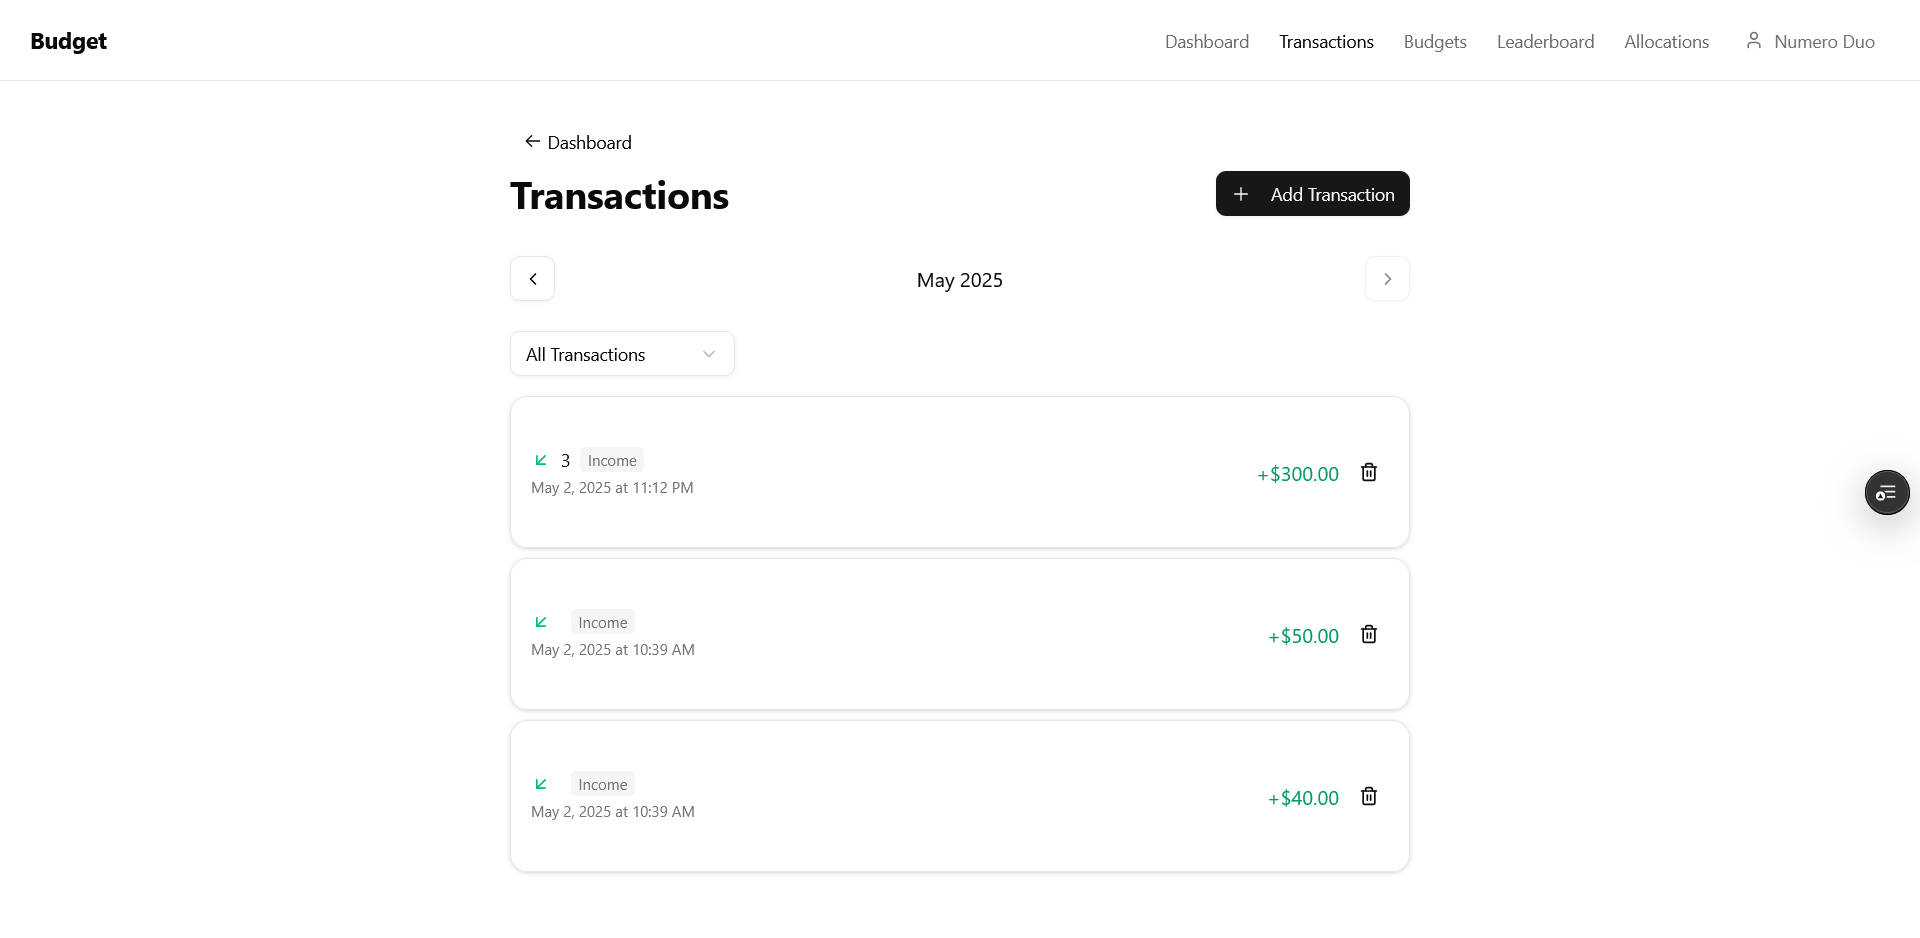 Budget
Dashboard Transactions Budgets Leaderboard Allocations Numero Duo
Dashboard
Transactions
Add Transaction
May 2025
All Transactions
3 Income
May 2, 2025 at 11:12 PM
+$300.00
Income
May 2, 2025 at 10:39 AM
+$50.00
Income
May 2, 2025 at 10:39 AM
+$40.00